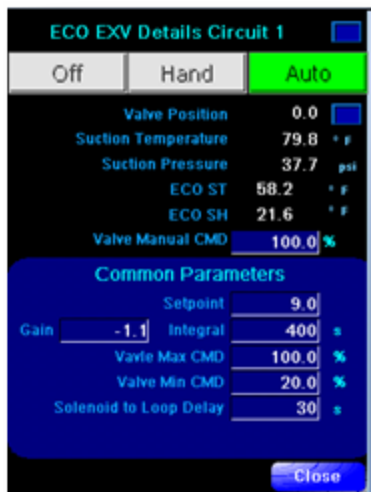 ECO EXV Details Circuit 1
Off Hand Auto
Valve Position 0.0
Suction Temperature 79.8 ° F
Suction Pressure 37.7 psi
ECO ST 58.2 ° F
ECO SH 21.6 ° F
Valve Manual CMD 100.0 %
Common Parameters
Setpoint 9.0
Gain -1.1 Integral 400 s
Vavle Max CMD 100.0 %
Valve Min CMD 20.0 %
Solenoid to Loop Delay 30 s
Close